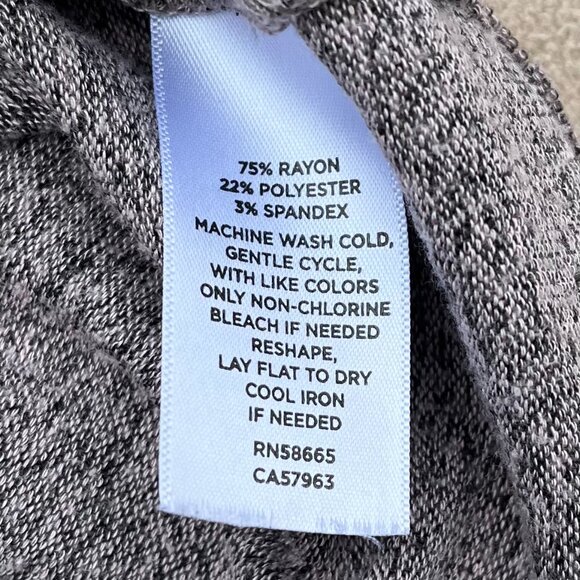 75% RAYON
22% POLYESTER
3% SPANDEX
MACHINE WASH COLD,
GENTLE CYCLE,
WITH LIKE COLORS
ONLY NON-CHLORINE
BLEACH IF NEEDED
RESHAPE,
LAY FLAT TO DRY
COOL IRON
IF NEEDED
RN58665
CA57963